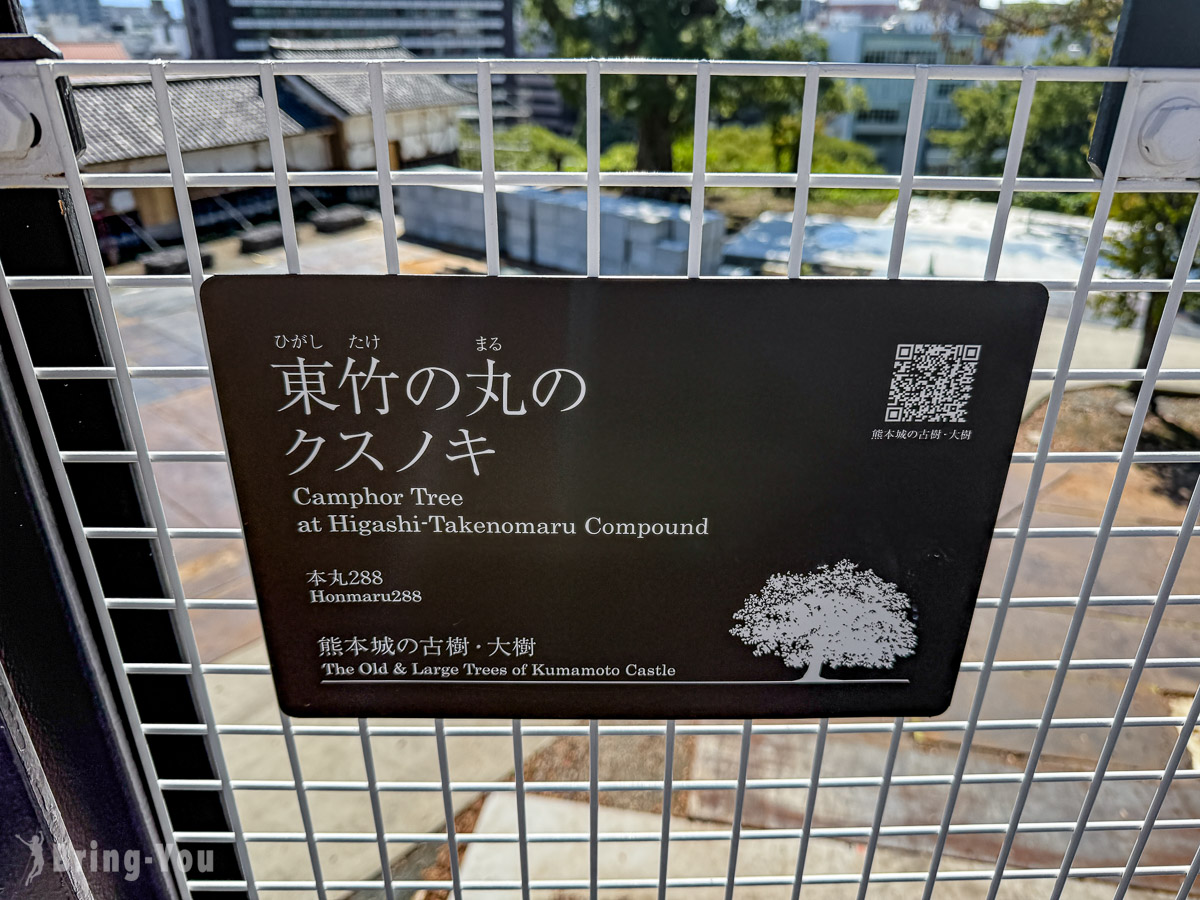 ひがし たけ まる
東竹の丸の
クスノキ
Camphor Tree
at Higashi-Takenomaru Compound
本丸288
Honmaru288
熊本城の古樹・大樹
The Old & Large Trees of Kumamoto Castle
熊本城の古樹・大樹
Bring-You